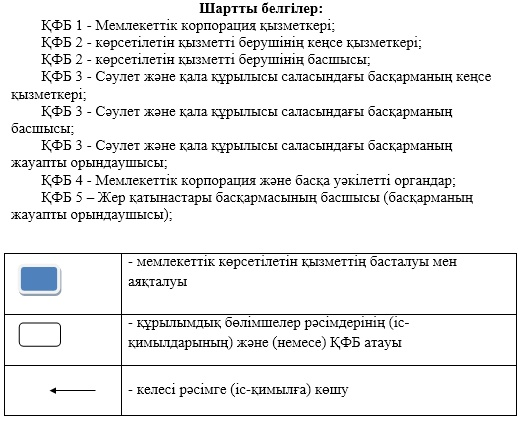 Шартты белгілер:
ҚФБ 1 - Мемлекеттік корпорация қызметкері;
ҚФБ 2 - көрсетілетін қызметті берушінің кеңсе қызметкері;
ҚФБ 2 - көрсетілетін қызметті берушінің басшысы;
ҚФБ 3 - Сәулет және қала құрылысы саласындағы басқарманың кеңсе
қызметкері;
ҚФБ 3 - Сәулет және қала құрылысы саласындағы басқарманың
басшысы;
ҚФБ 3 - Сәулет және қала құрылысы саласындағы басқарманың
жауапты орындаушысы;
ҚФБ 4 - Мемлекеттік корпорация және басқа уәкілетті органдар;
ҚФБ 5 – Жер қатынастары басқармасының басшысы (басқарманың
жауапты орындаушысы);
- мемлекеттік көрсетілетін қызметтің басталуы мен
аяқталуы
- құрылымдық бөлімшелер рәсімдерінің (іс-
қимылдарының) және (немесе) ҚФБ атауы
- келесі рәсімге (іс-қимылға) көшу